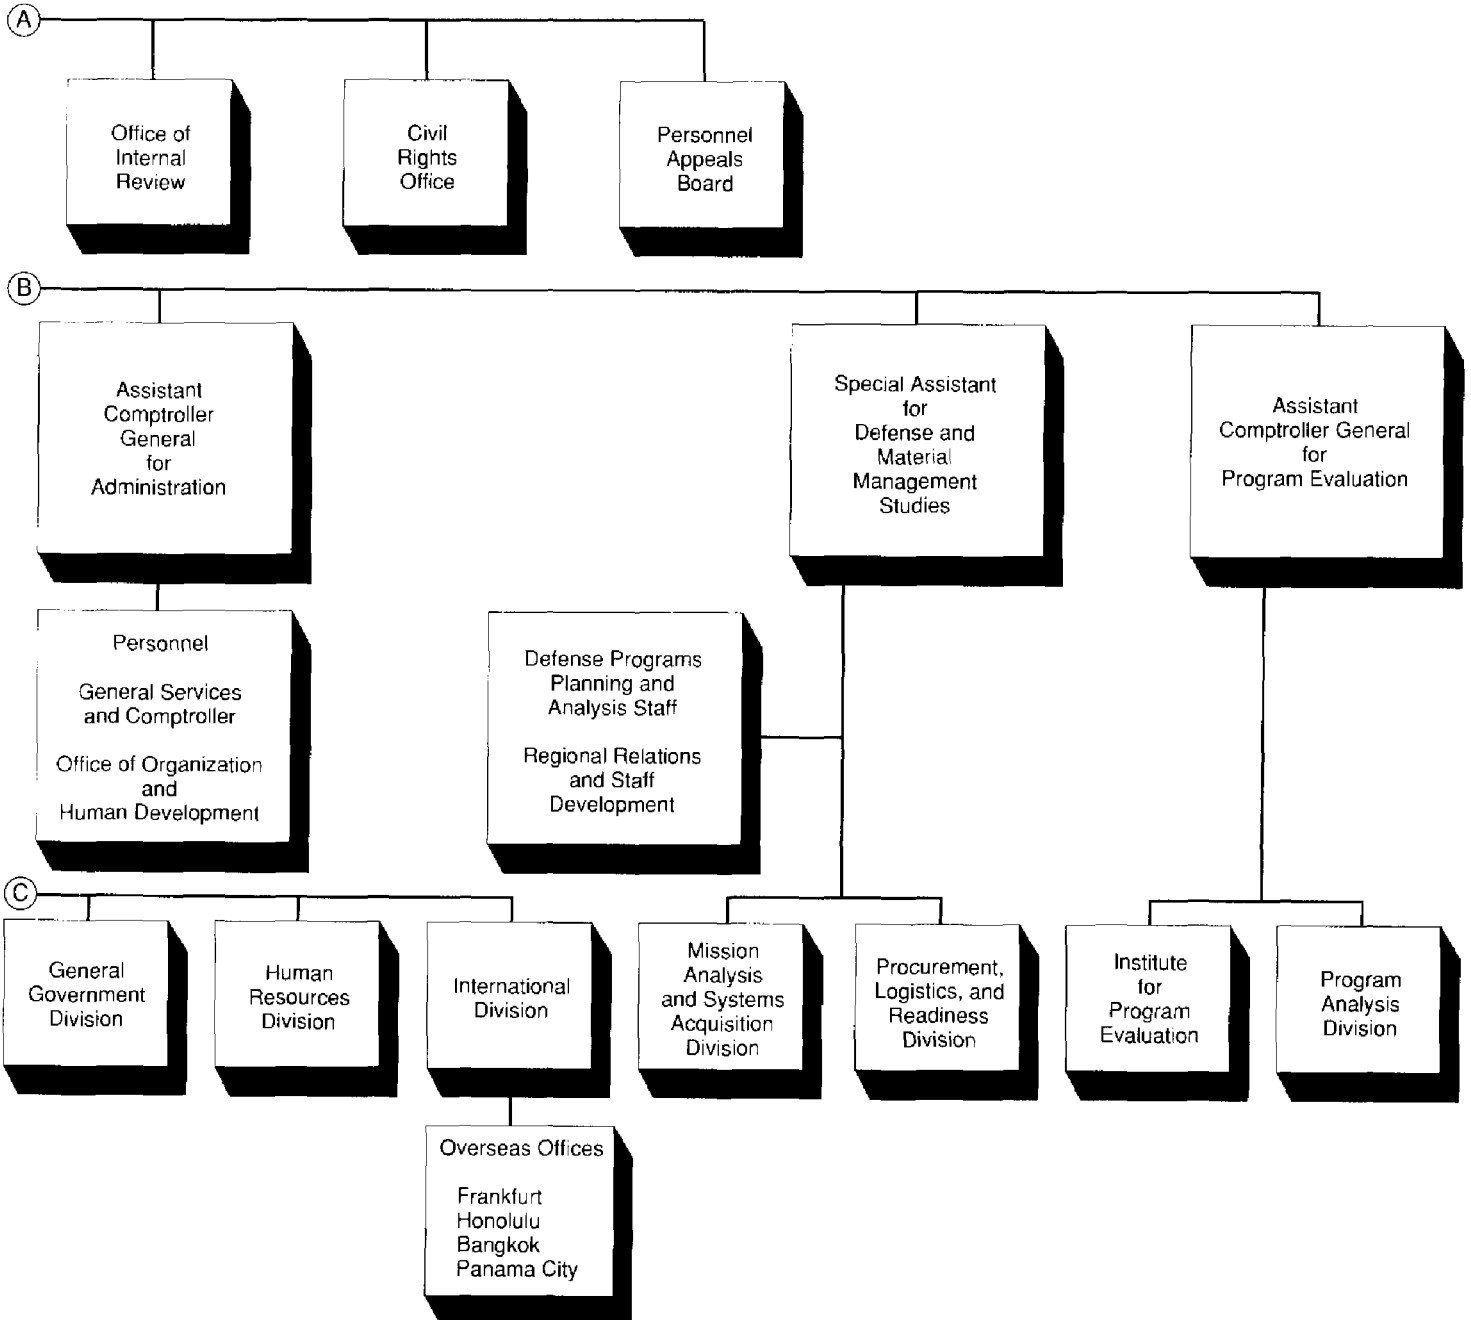 A
Office of
Internal
Review
Civil
Rights
Office
Personnel
Appeals
Board
B
Assistant
Comptroller
General
for
Administration
Special Assistant
for
Defense and
Material
Management
Studies
Assistant
Comptroller General
for
Program Evaluation
Personnel
General Services
and Comptroller
Office of Organization
and
Human Development
Defense Programs
Planning and
Analysis Staff
Regional Relations
and Staff
Development
C
General
Government
Division
Human
Resources
Division
International
Division
Mission
Analysis
and Systems
Acquisition
Division
Procurement,
Logistics, and
Readiness
Division
Institute
for
Program
Evaluation
Program
Analysis
Division
Overseas Offices
Frankfurt
Honolulu
Bangkok
Panama City